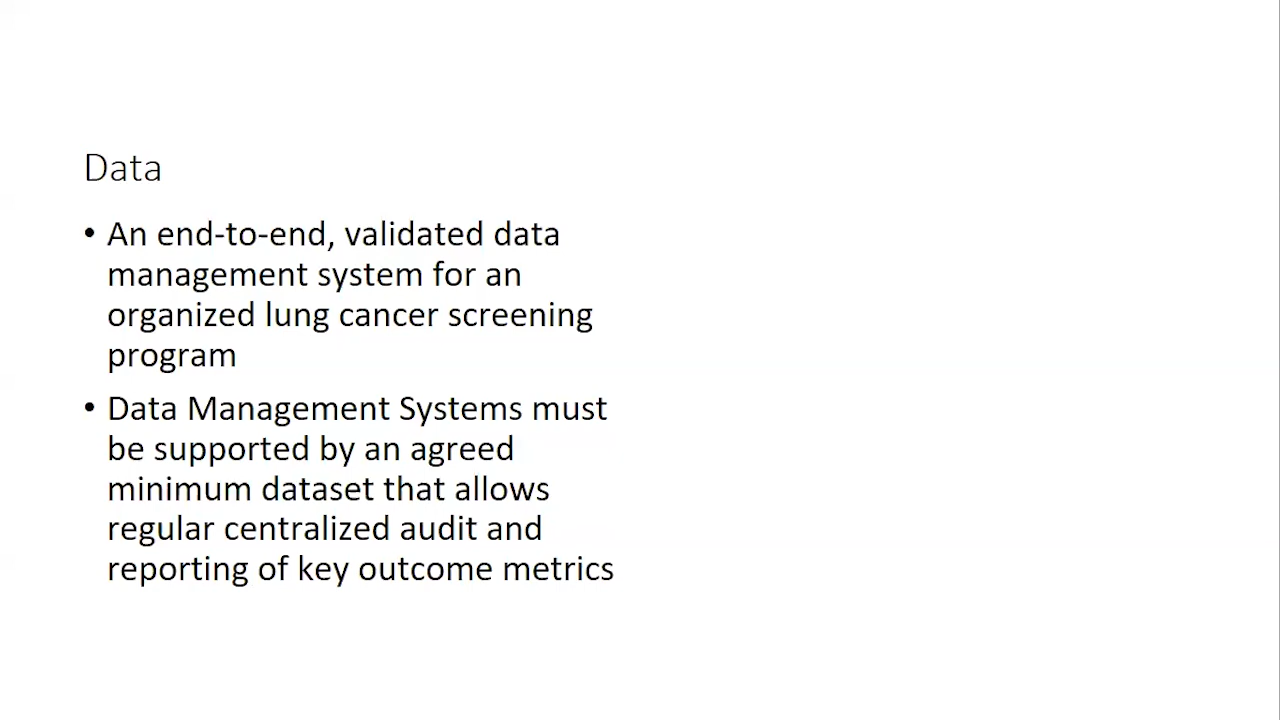 Data
• An end-to-end, validated data
management system for an
organized lung cancer screening
program
• Data Management Systems must
be supported by an agreed
minimum dataset that allows
regular centralized audit and
reporting of key outcome metrics